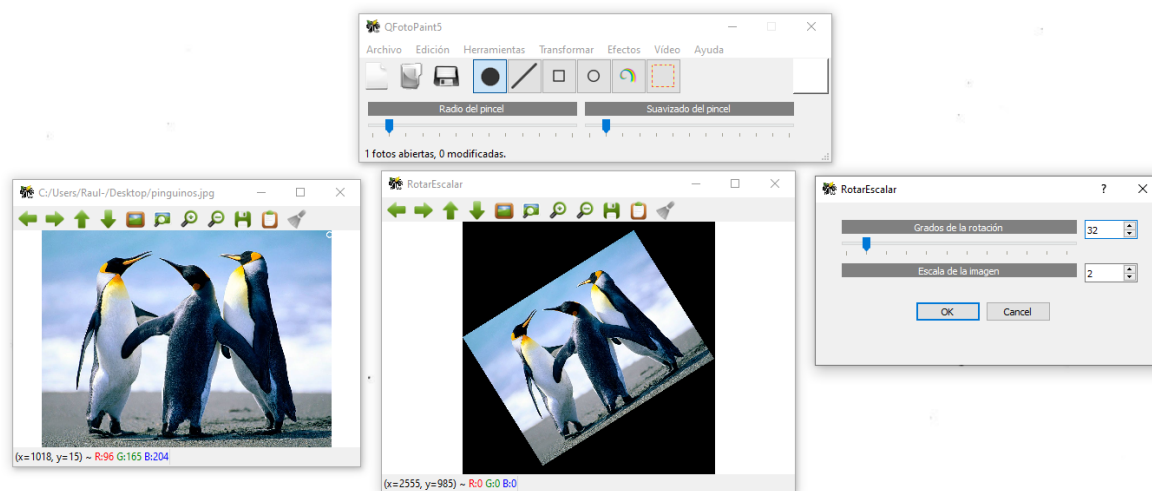 QFotoPaint5
Archivo Edición Herramientas Transformar Efectos Vídeo Ayuda
Radio del pincel Suavizado del pincel
1 fotos abiertas, 0 modificadas.
C:/Users/Raul-/Desktop/pinguinos.jpg
(x=1018, y=15) ~ R:96 G:165 B:204
RotarEscalar
(x=2555, y=985) ~ R:0 G:0 B:0
RotarEscalar ?
Grados de la rotación 32
Escala de la imagen 2
OK Cancel